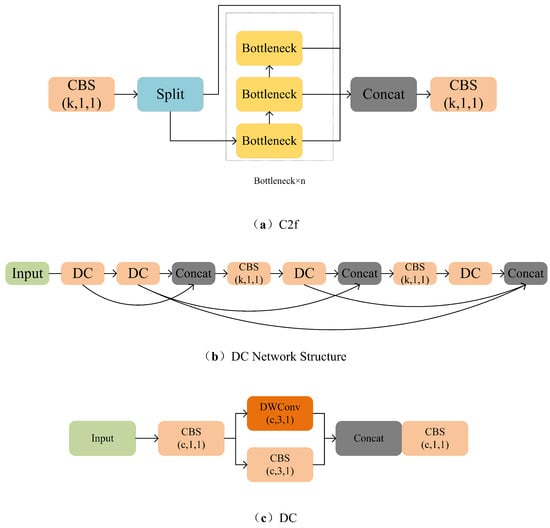 Bottleneck
CBS
(k,1,1)
Split
Bottleneck
Concat
CBS
(k,1,1)
Bottleneck
Bottleneck×n
（a）C2f
Input
DC
DC
Concat
CBS
(k,1,1)
DC
Concat
CBS
(k,1,1)
DC
Concat
（b）DC Network Structure
Input
CBS
(c,1,1)
DWConv
(c,3,1)
CBS
(c,3,1)
Concat
CBS
(c,1,1)
（c）DC